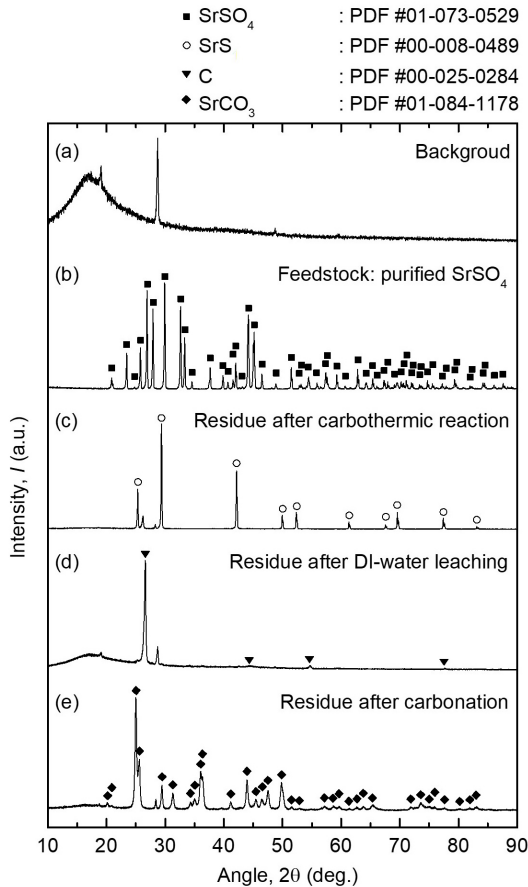 ■ SrSO₄ : PDF #01-073-0529
○ SrS : PDF #00-008-0489
▼ C : PDF #00-025-0284
◆ SrCO₃ : PDF #01-084-1178
(a) Backgroud
(b) Feedstock: purified SrSO₄
(c) Residue after carbothermic reaction
(d) Residue after DI-water leaching
(e) Residue after carbonation
Intensity, I (a.u.)
10 20 30 40 50 60 70 80 90
Angle, 2θ (deg.)